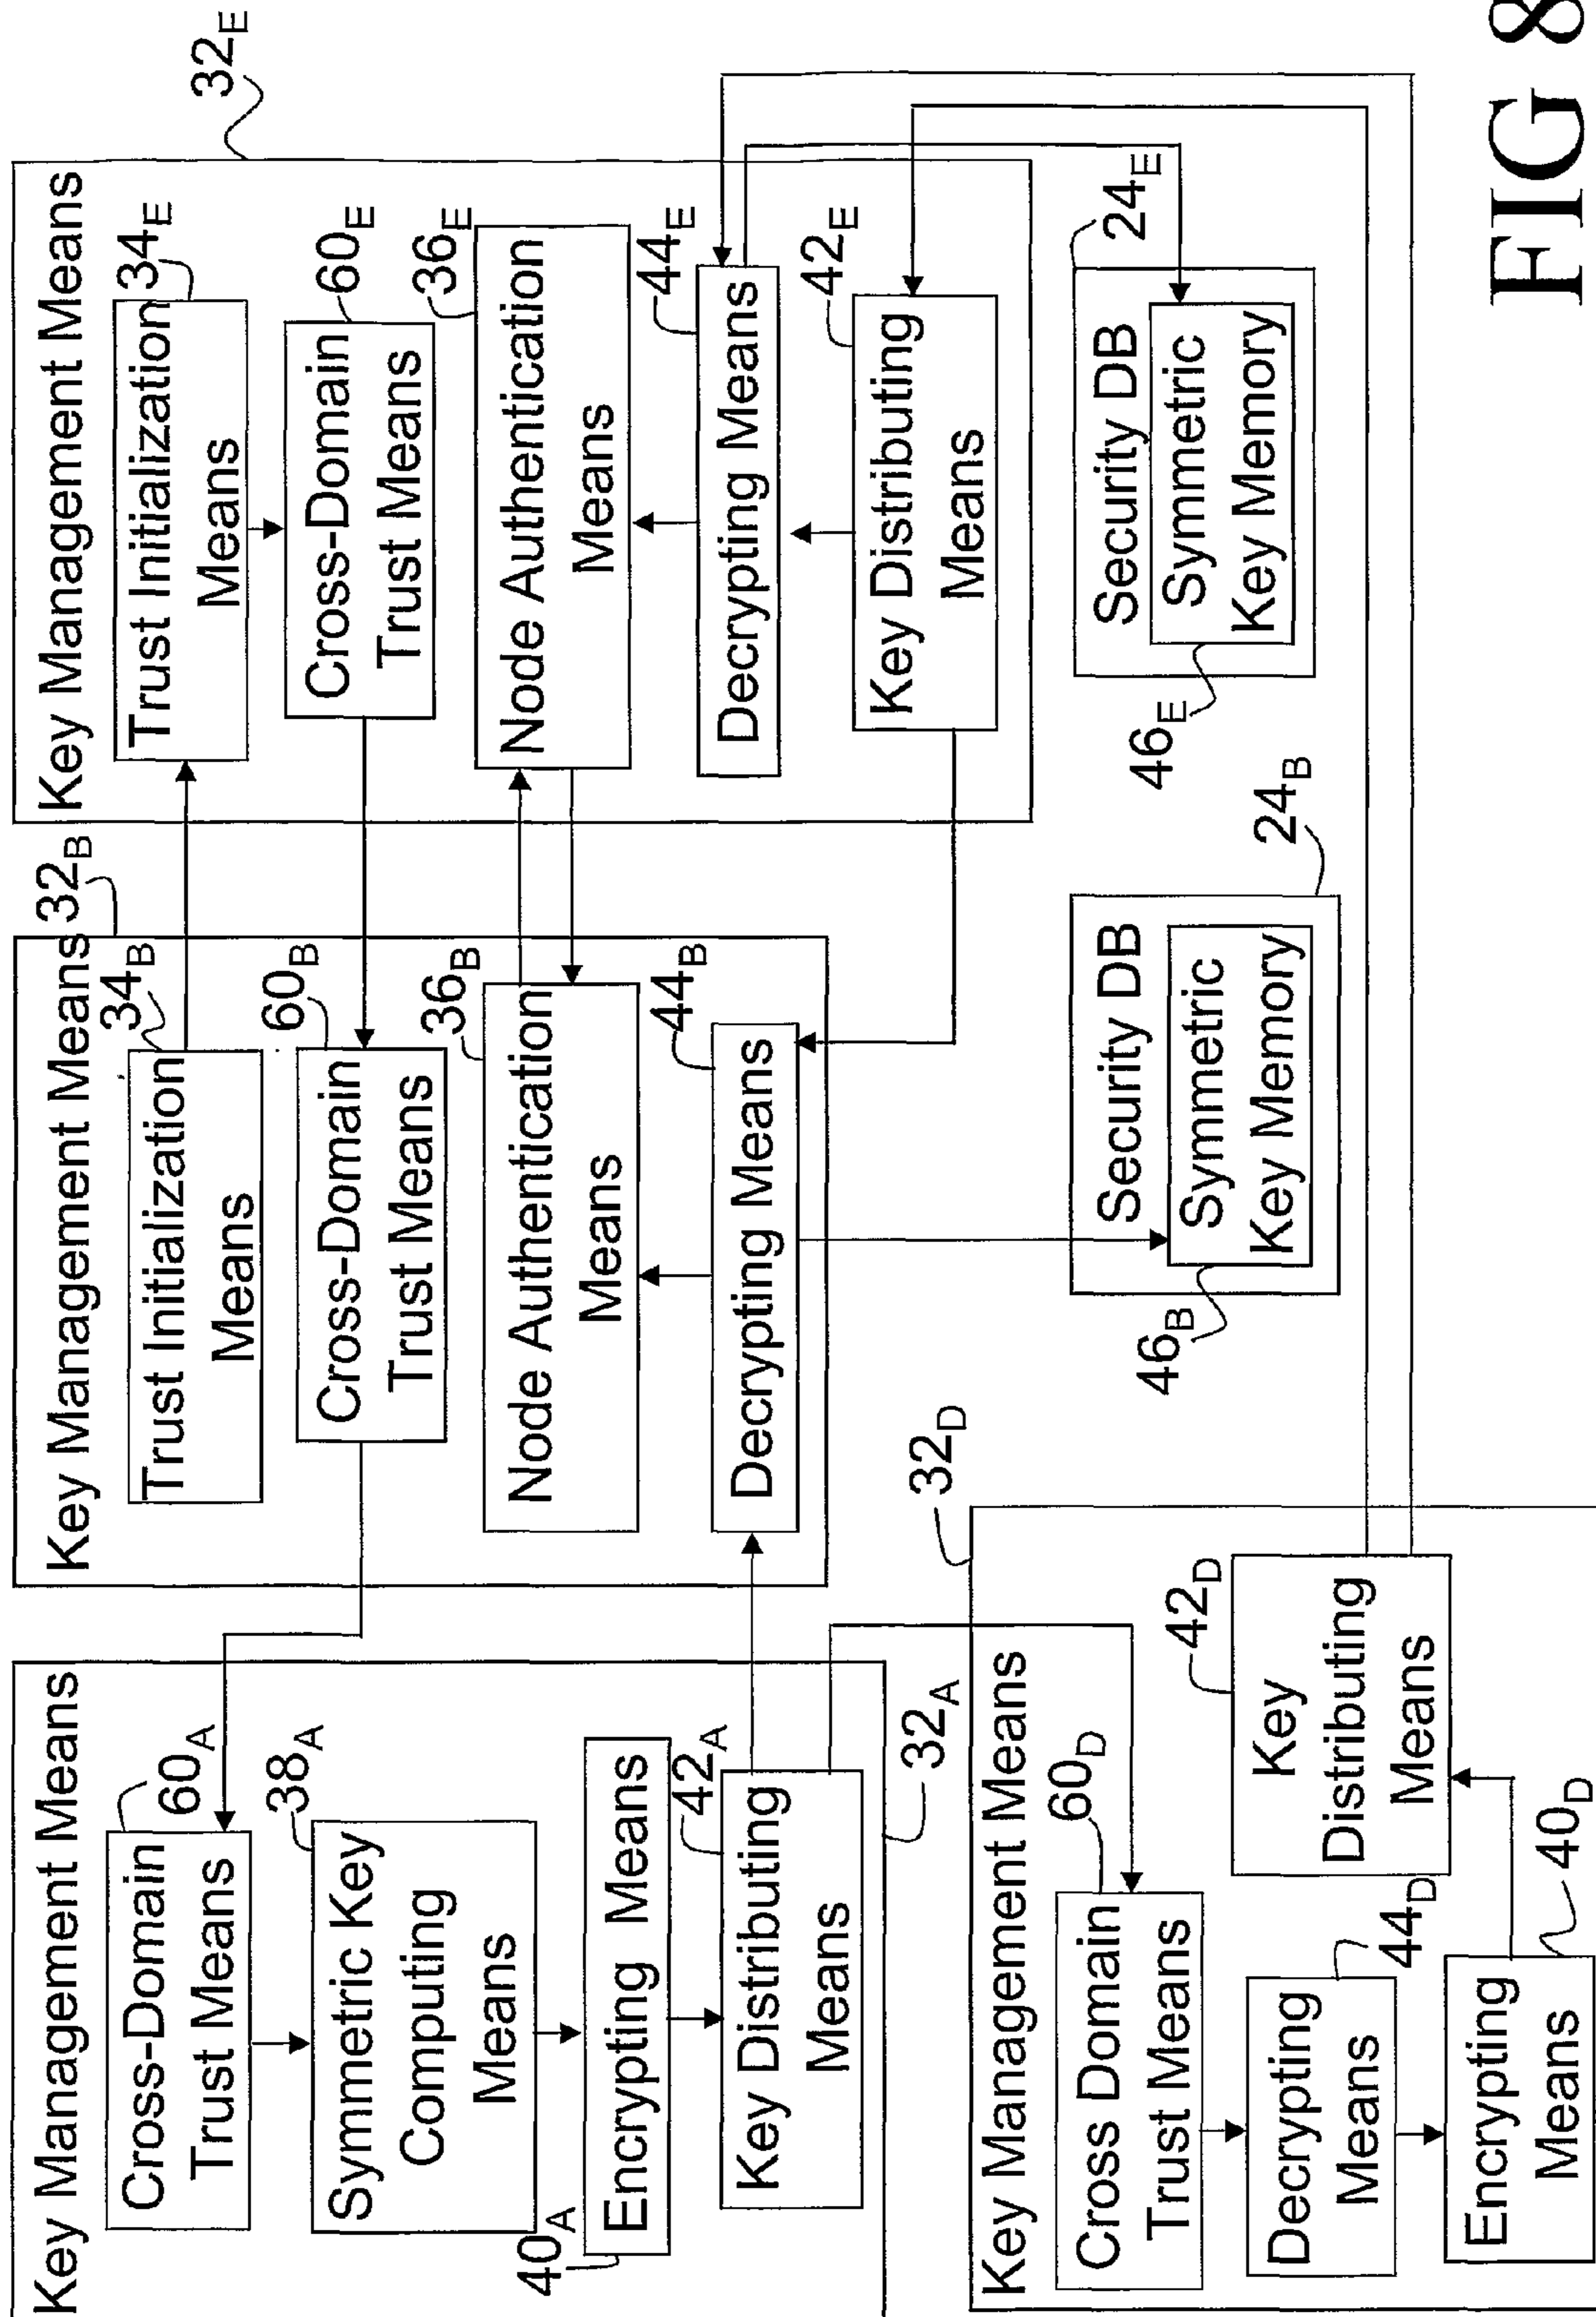 Key Management Means
Cross-Domain
Trust Means
60A
Symmetric Key
Computing
Means
38A
Encrypting Means
40A
Key Distributing
Means
42A
32A
Key Management Means
32B
Trust Initialization
Means
34B
Cross-Domain
Trust Means
60B
Node Authentication
Means
36B
Decrypting Means
44B
Key Management Means
32E
Trust Initialization
Means
34E
Cross-Domain
Trust Means
60E
Node Authentication
Means
36E
Decrypting Means
44E
Key Distributing
Means
42E
Key Management Means
32D
Cross Domain
Trust Means
60D
Decrypting
Means
44D
Encrypting
Means
40D
Key
Distributing
Means
42D
Security DB
Symmetric
Key Memory
46B
24B
Security DB
Symmetric
Key Memory
46E
24E
FIG 8